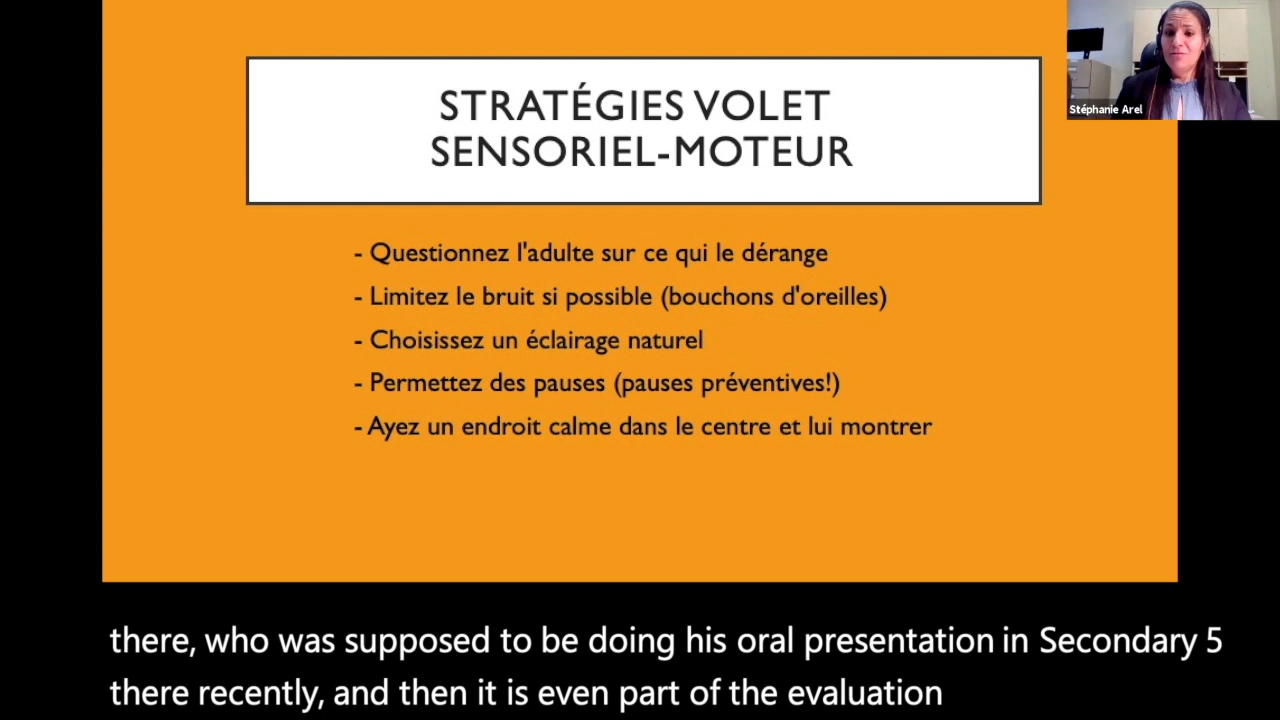 STRATÉGIES VOLET
SENSORIEL-MOTEUR
Stéphanie Arel
- Questionnez l'adulte sur ce qui le dérange
- Limitez le bruit si possible (bouchons d'oreilles)
- Choisissez un éclairage naturel
- Permettez des pauses (pauses préventives!)
- Ayez un endroit calme dans le centre et lui montrer
there, who was supposed to be doing his oral presentation in Secondary 5
there recently, and then it is even part of the evaluation